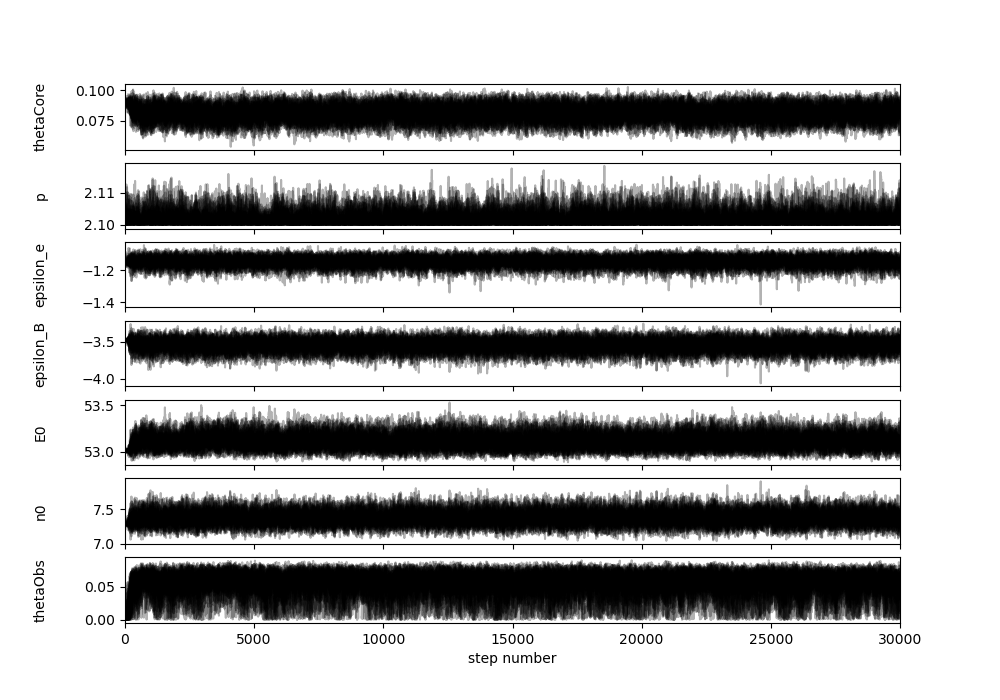 thetaCore
0.100
0.075
p
2.11
2.10
epsilon_e
−1.2
−1.4
epsilon_B
−3.5
−4.0
E0
53.5
53.0
n0
7.5
7.0
thetaObs
0.05
0.00
0 5000 10000 15000 20000 25000 30000
step number